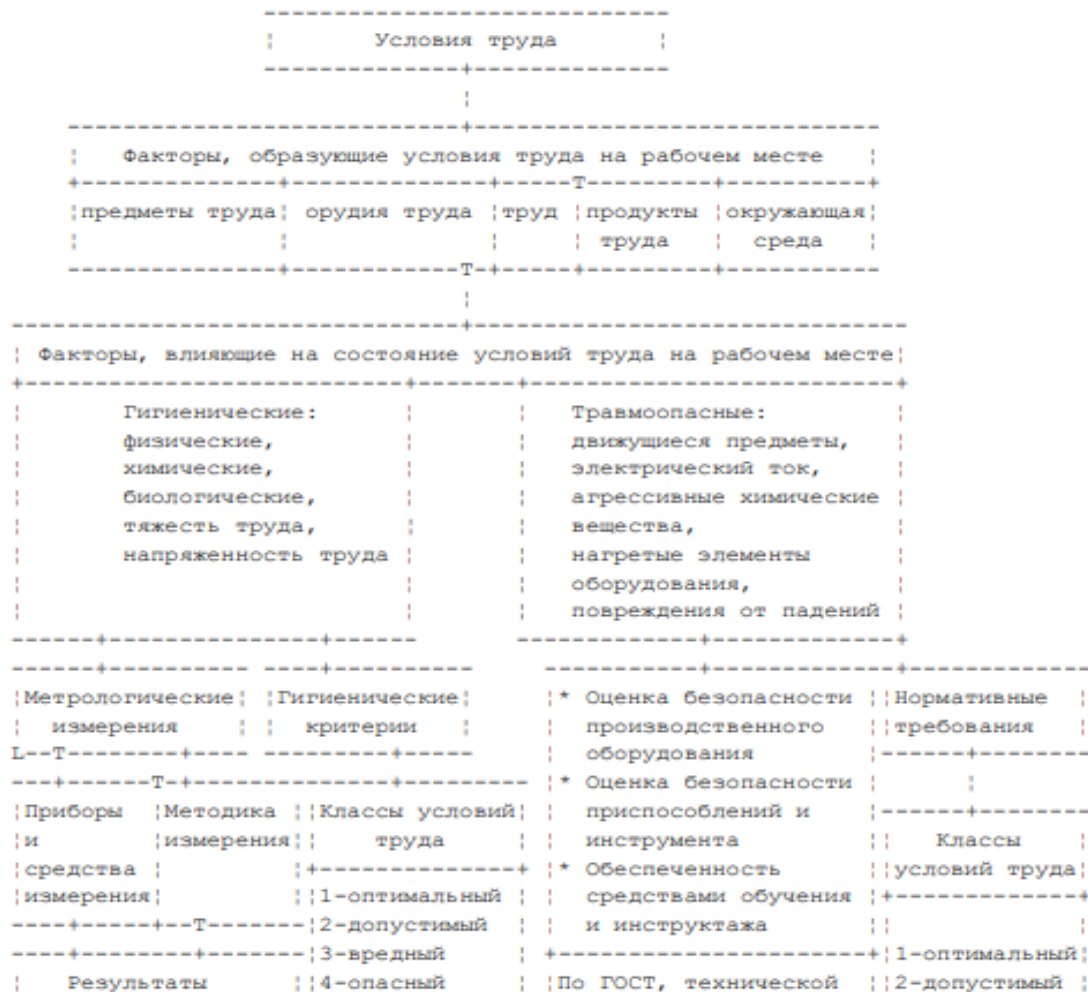 Условия труда
Факторы, образующие условия труда на рабочем месте
предметы труда орудия труда труд продукты окружающая
труда среда
Факторы, влияющие на состояние условий труда на рабочем месте
Гигиенические: Травмоопасные:
физические, движущиеся предметы,
химические, электрический ток,
биологические, агрессивные химические
тяжесть труда, вещества,
напряженность труда нагретые элементы
оборудования,
повреждения от падений
Метрологические Гигиенические * Оценка безопасности Нормативные
измерения критерии производственного требования
оборудования
* Оценка безопасности
Приборы Методика Классы условий приспособлений и
и измерения труда инструмента Классы
средства * Обеспеченность условий труда
измерения 1-оптимальный средствами обучения
2-допустимый и инструктажа
3-вредный 1-оптимальный
Результаты 4-опасный По ГОСТ, технической 2-допустимый